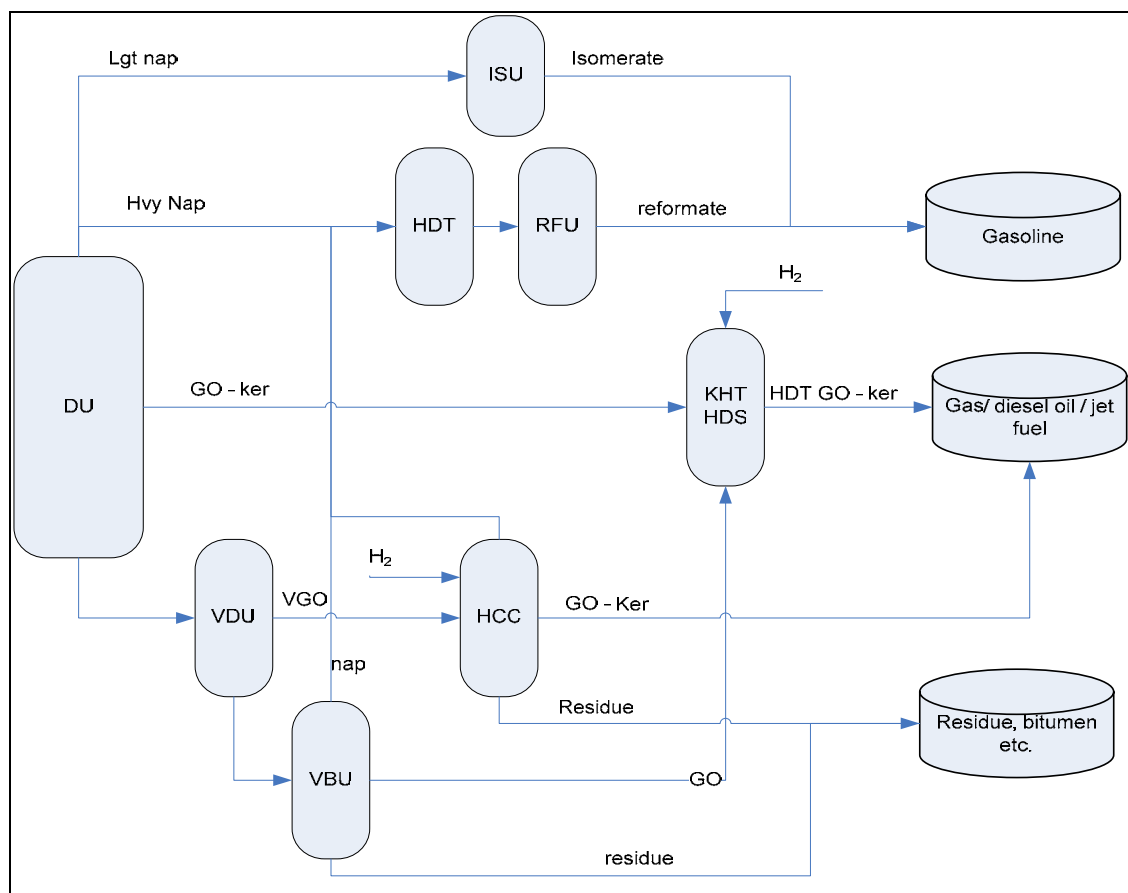 Lgt nap
ISU
Isomerate
Hvy Nap
HDT
RFU
reformate
Gasoline
H₂
DU
GO - ker
KHT
HDS
HDT GO - ker
Gas/ diesel oil / jet
fuel
H₂
VDU
VGO
HCC
GO - Ker
nap
Residue
Residue, bitumen
etc.
VBU
GO
residue